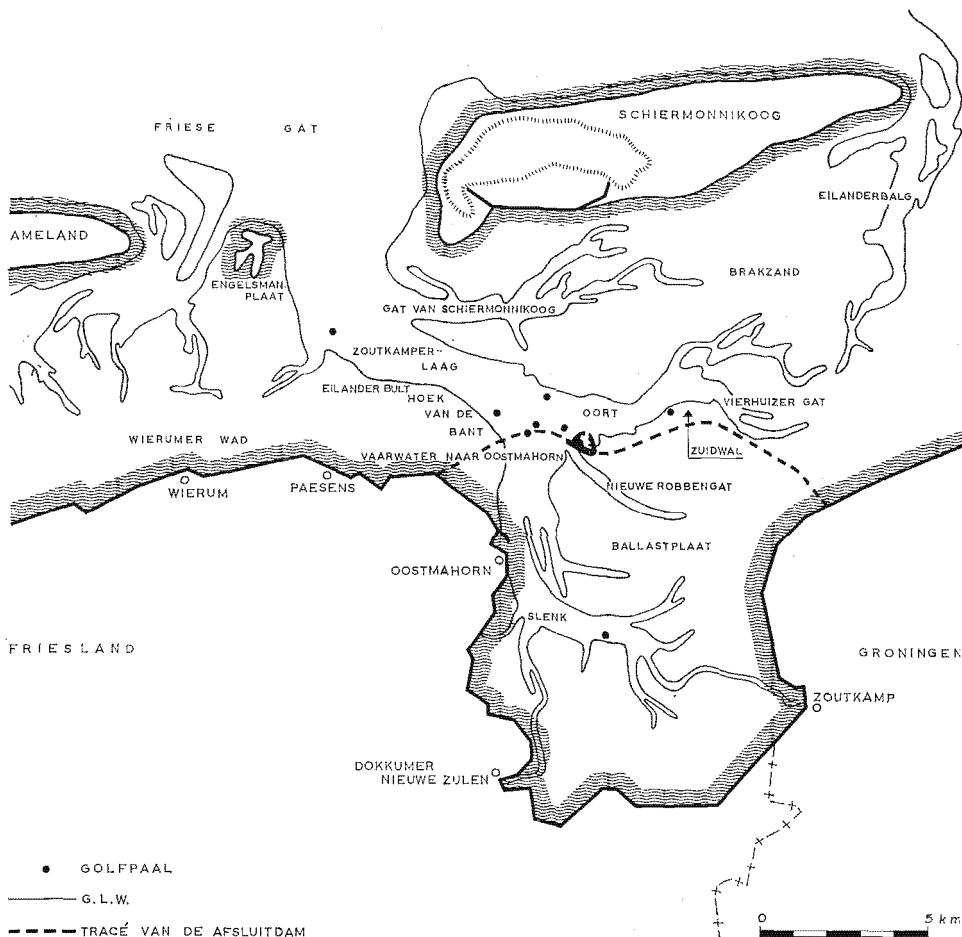 FRIESE GAT
SCHIERMONNIKOOG
EILANDERBALG
AMELAND
ENGELSMAN-
PLAAT
BRAKZAND
GAT VAN SCHIERMONNIKOOG
ZOUTKAMPER-
LAAG
EILANDER BULT
HOEK
VAN DE
BANT
OORT
VIERHUIZER GAT
ZUIDWAL
WIERUMER WAD
VAARWATER NAAR OOSTMAHORN
WIERUM
PAESENS
NIEUWE ROBBENGAT
OOSTMAHORN
BALLASTPLAAT
SLENK
FRIESLAND
GRONINGEN
ZOUTKAMP
DOKKUMER
NIEUWE ZIJLEN
GOLFPAAL
G.L.W.
TRACÉ VAN DE AFSLUITDAM
0 5 km